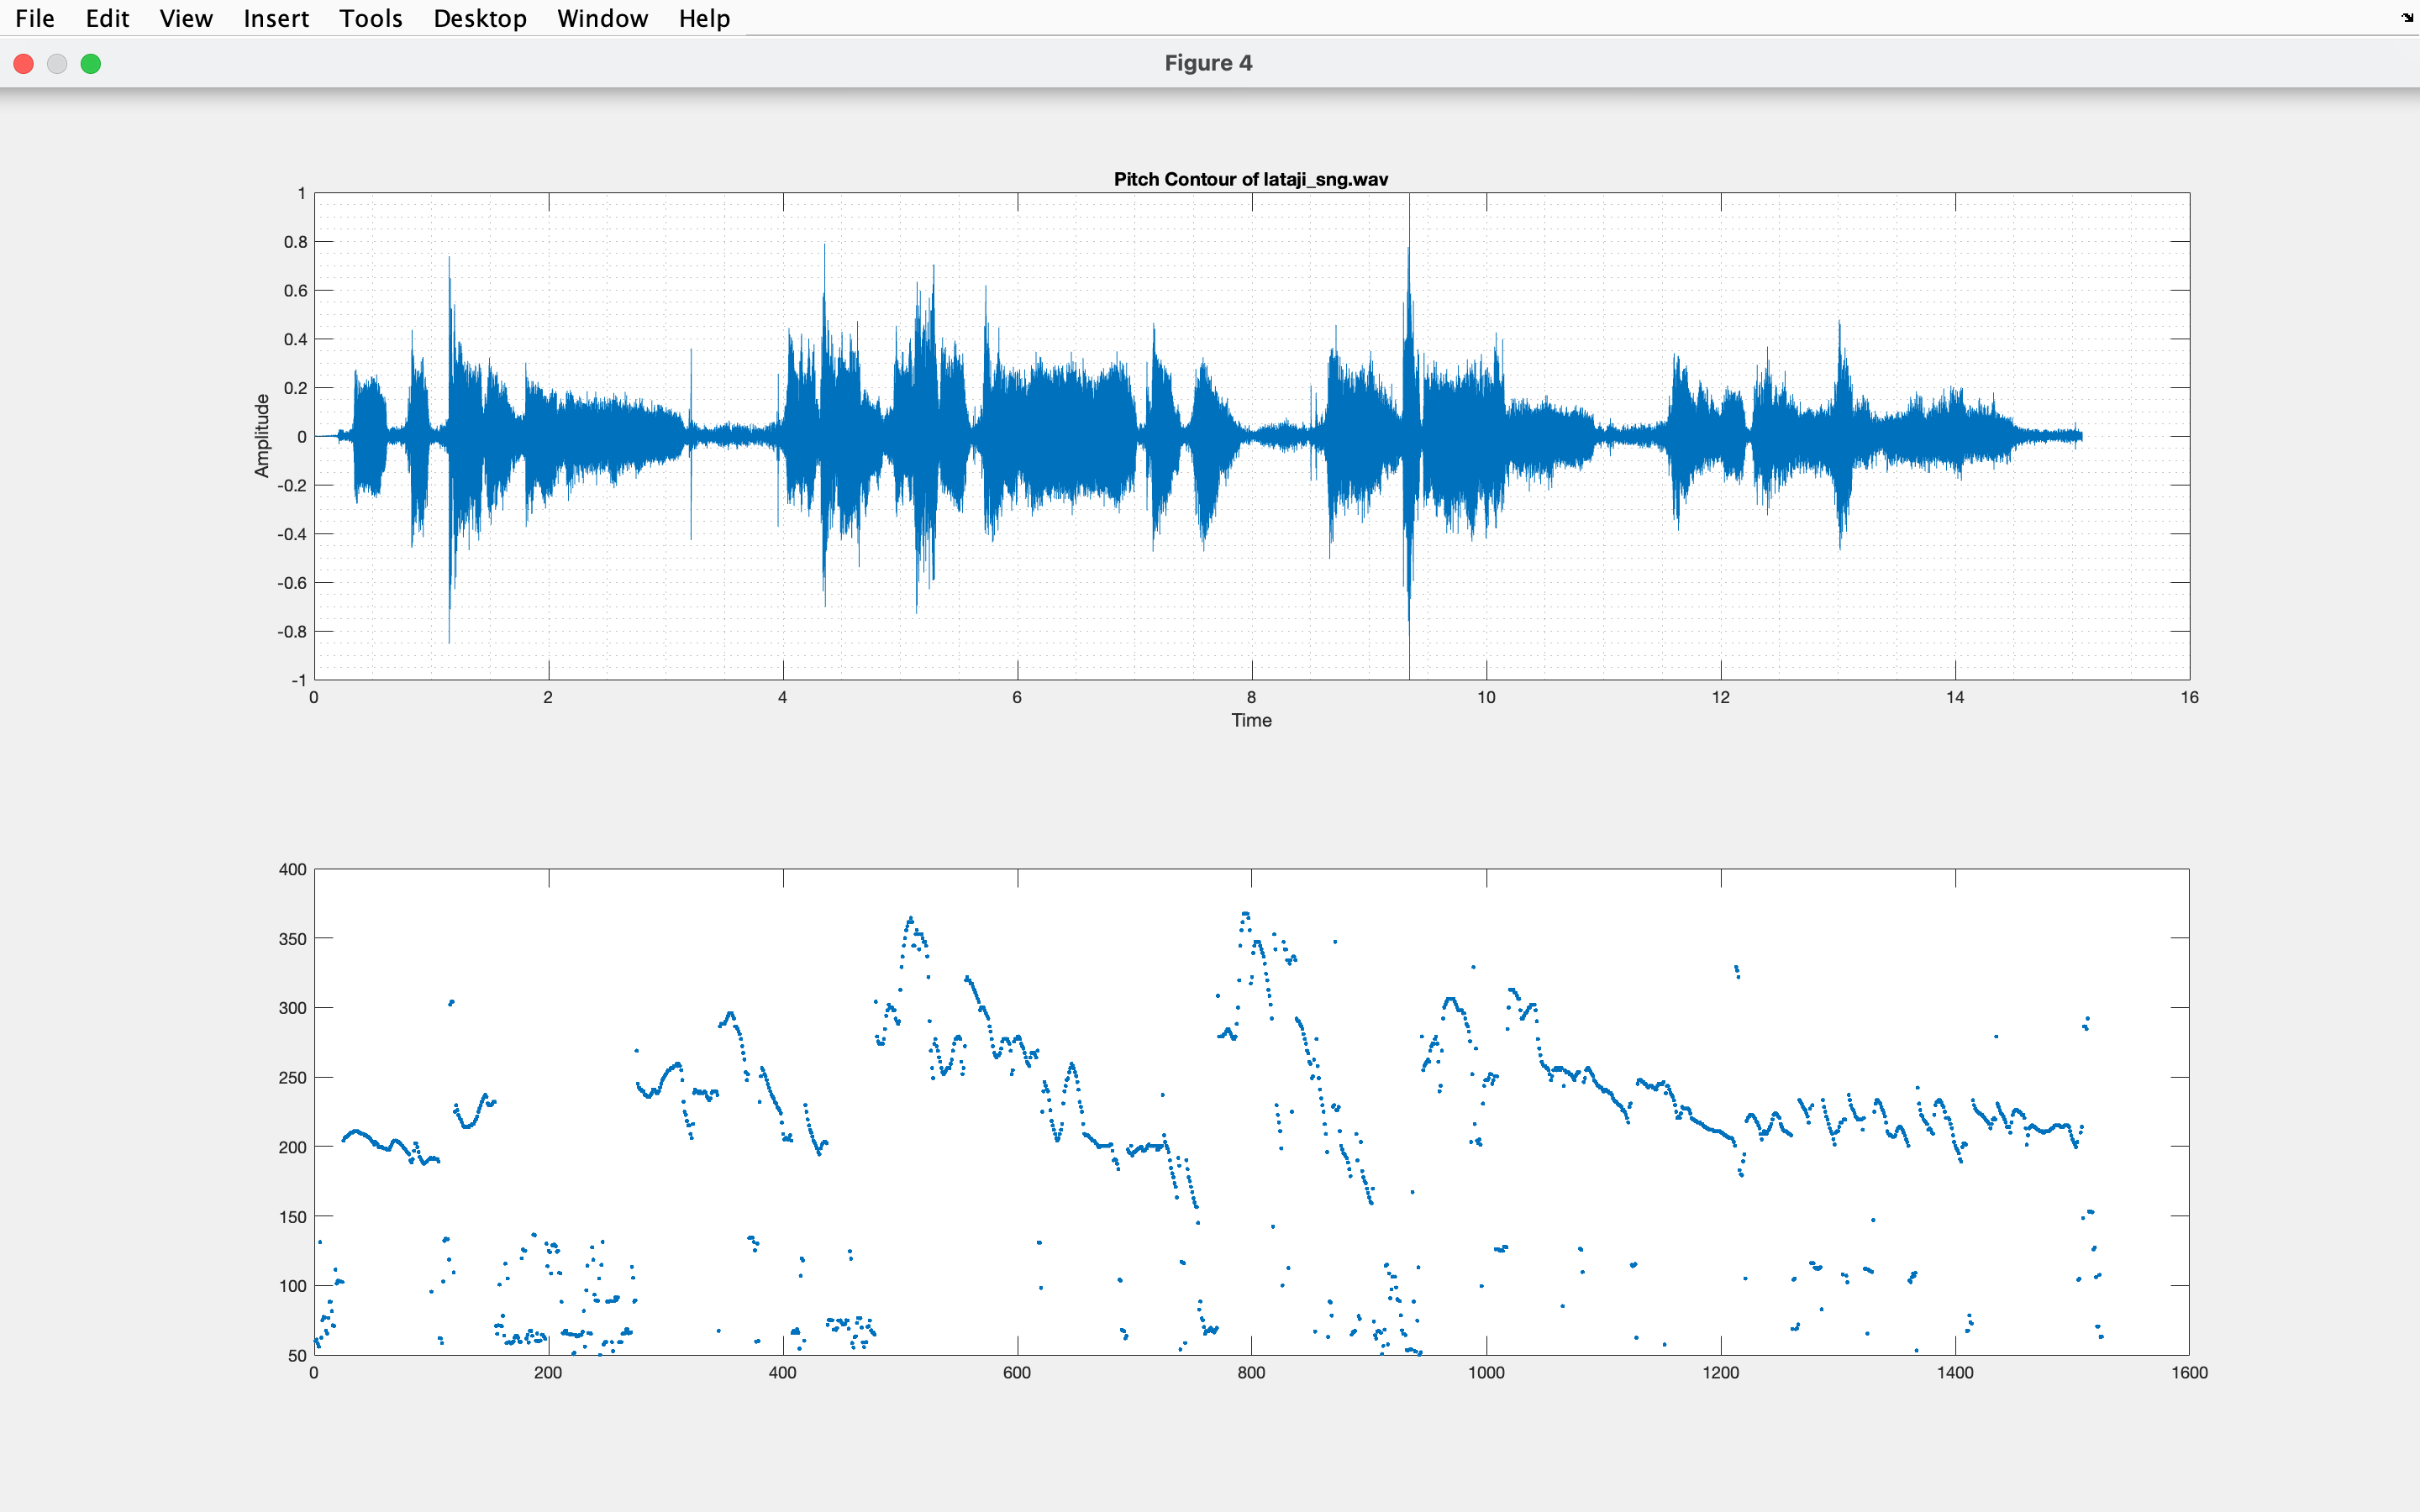 File Edit View Insert Tools Desktop Window Help
Figure 4
Pitch Contour of lataji_sng.wav
1
0.8
0.6
0.4
0.2
0
-0.2
-0.4
-0.6
-0.8
-1
Amplitude
0 2 4 6 8 10 12 14 16
Time
400
350
300
250
200
150
100
50
0 200 400 600 800 1000 1200 1400 1600